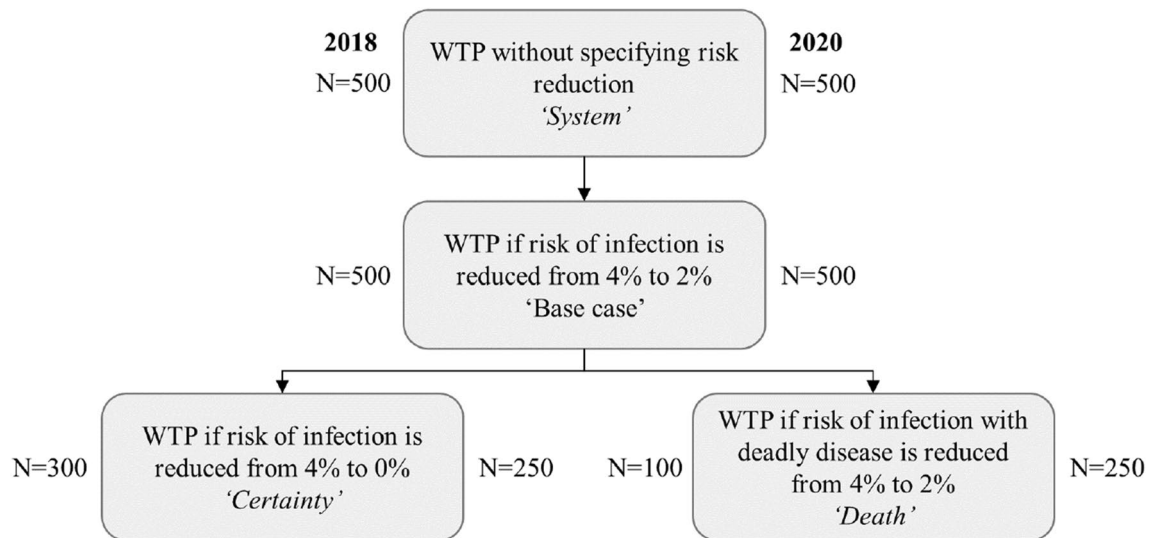 2018
2020
WTP without specifying risk
reduction
‘System’
N=500
N=500
WTP if risk of infection is
reduced from 4% to 2%
‘Base case’
N=500
N=500
WTP if risk of infection is
reduced from 4% to 0%
‘Certainty’
N=300
N=250
WTP if risk of infection with
deadly disease is reduced
from 4% to 2%
‘Death’
N=100
N=250